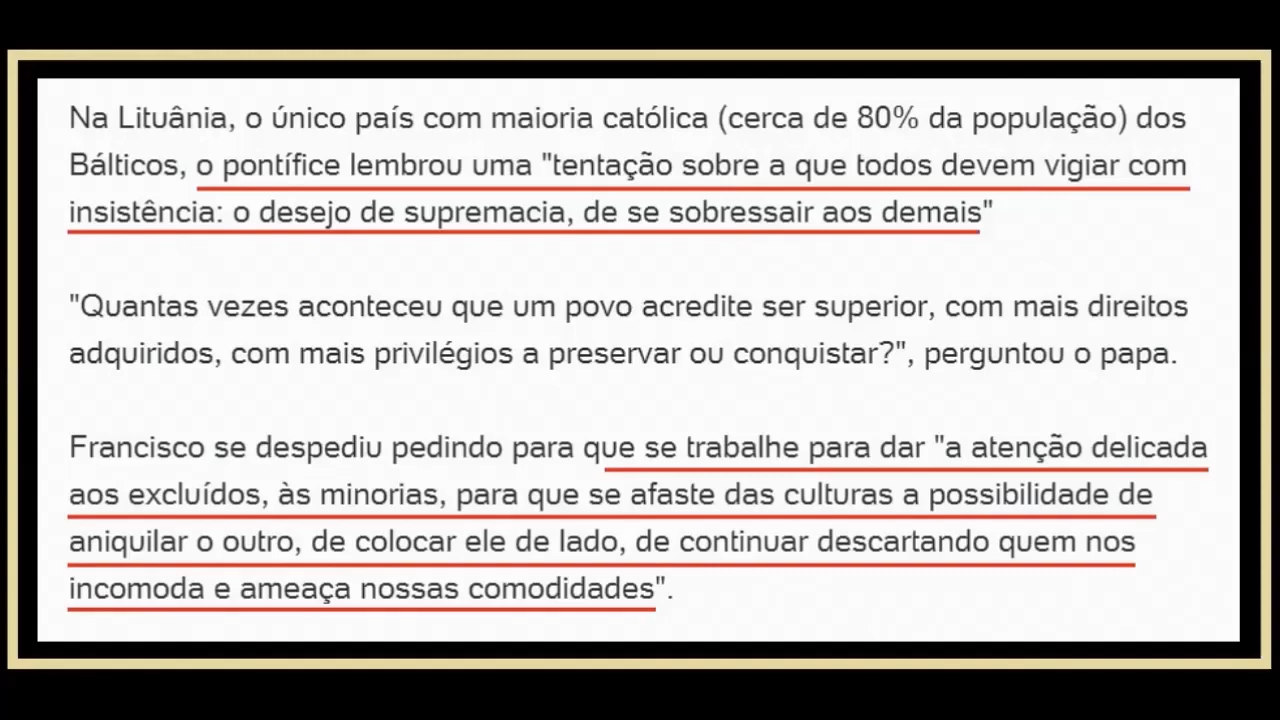 Na Lituânia, o único país com maioria católica (cerca de 80% da população) dos
Bálticos, o pontífice lembrou uma "tentação sobre a que todos devem vigiar com
insistência: o desejo de supremacia, de se sobressair aos demais"
"Quantas vezes aconteceu que um povo acredite ser superior, com mais direitos
adquiridos, com mais privilégios a preservar ou conquistar?", perguntou o papa.
Francisco se despediu pedindo para que se trabalhe para dar "a atenção delicada
aos excluídos, às minorias, para que se afaste das culturas a possibilidade de
aniquilar o outro, de colocar ele de lado, de continuar descartando quem nos
incomoda e ameaça nossas comodidades".